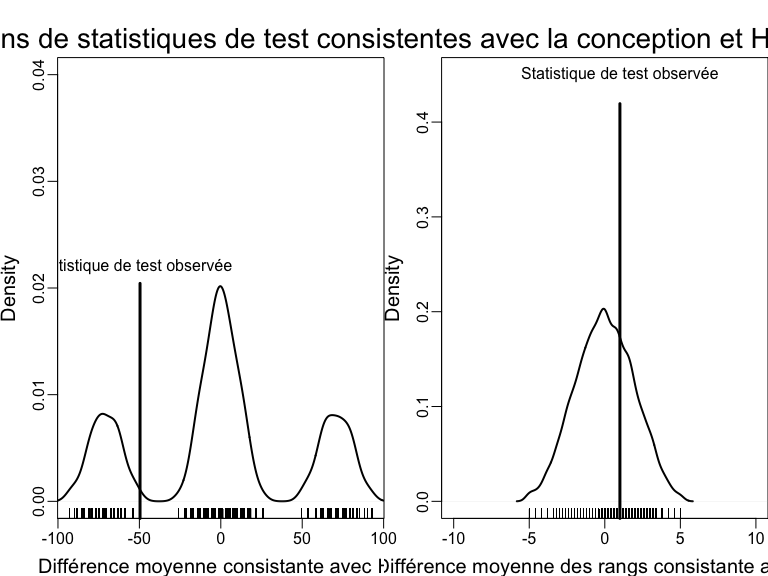 ns de statistiques de test consistentes avec la conception et H
0.04
0.03
0.02
0.01
0.00
Density
tistique de test observée
-100 -50 0 50 100
Différence moyenne consistante avec
Statistique de test observée
0.4
0.3
0.2
0.1
0.0
Density
-10 -5 0 5 10
Différence moyenne des rangs consistante a